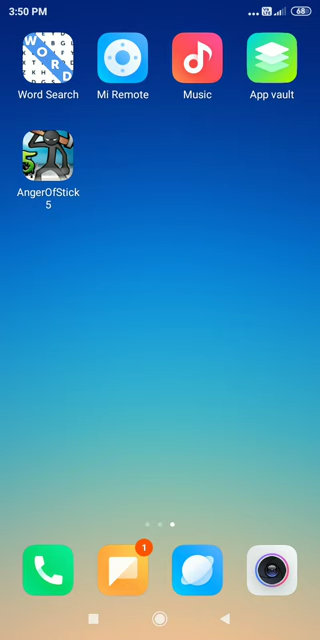 3:50 PM
68
Word Search
Mi Remote
Music
App vault
AngerOfStick
5
1